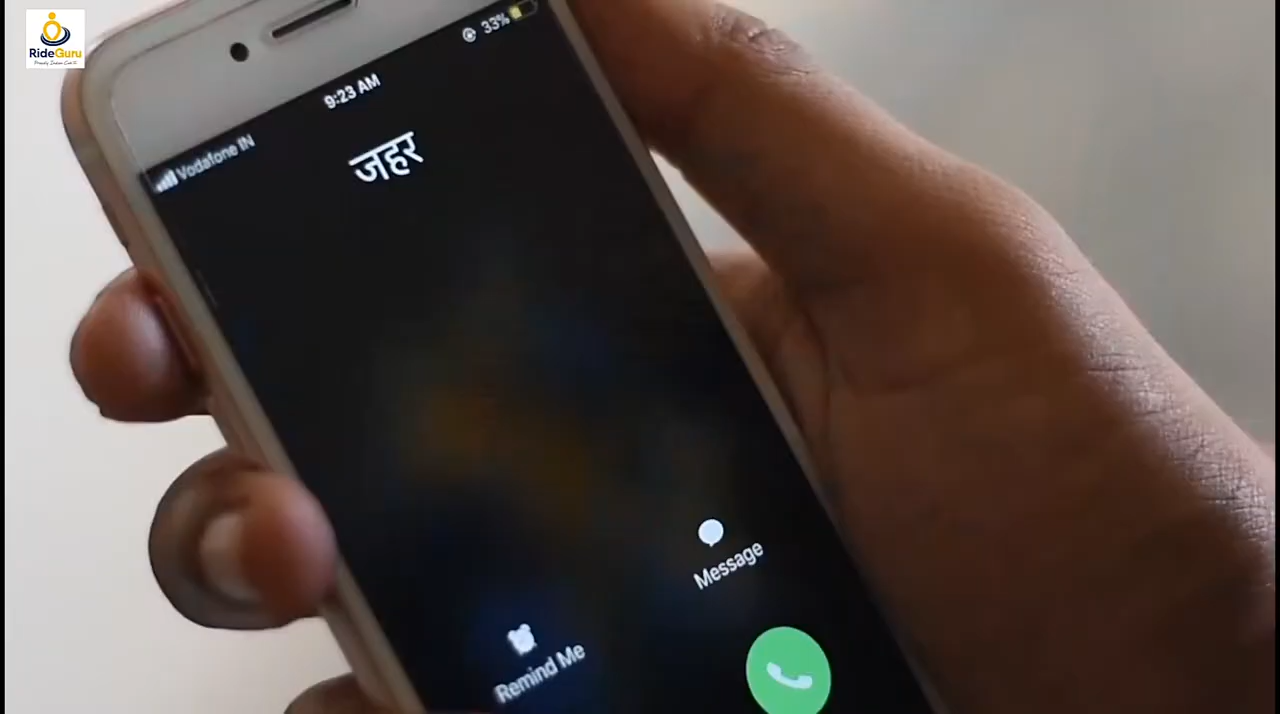 RideGuru
33%
9:23 AM
Vodafone IN
जहर
Message
Remind Me